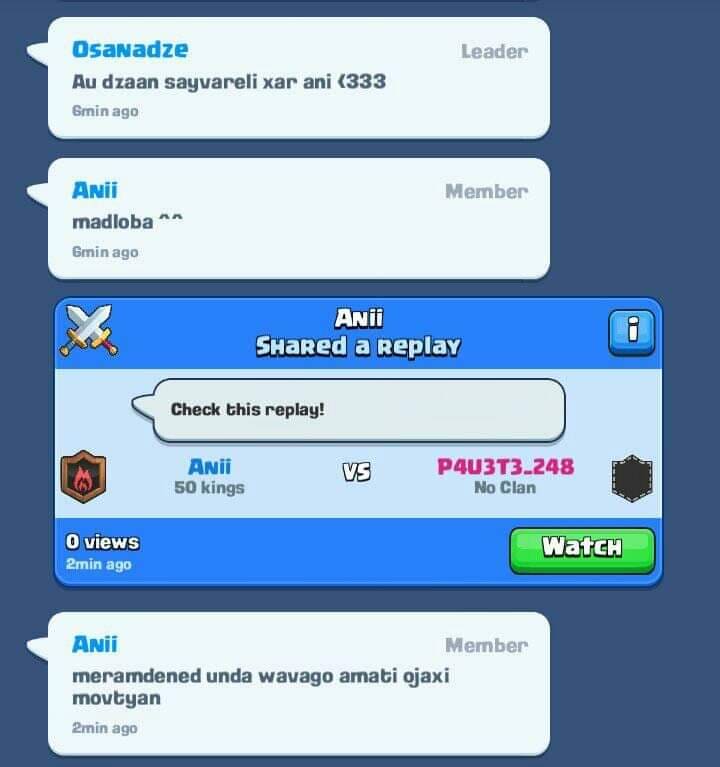 Osanadze
Leader
Au dzaan sayvareli xar ani <333
6min ago
Anii
Member
madloba ^^
6min ago
Anii
Shared a replay
i
Check this replay!
Anii
50 kings
VS
P4U3T3_248
No Clan
0 views
2min ago
Watch
Anii
Member
meramdened unda wavago amati ojaxi
movtyan
2min ago